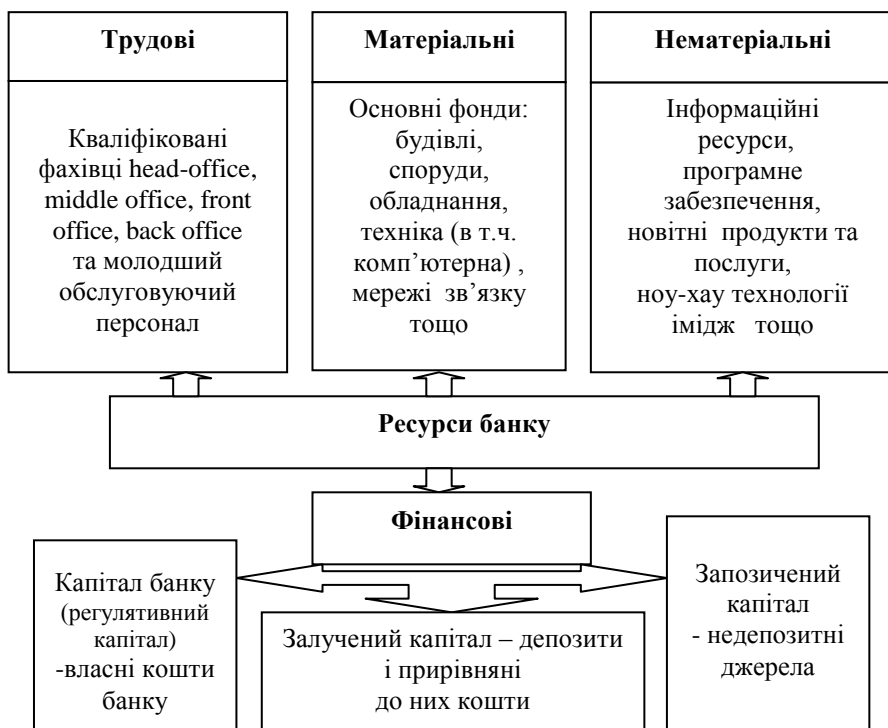 Трудові
Кваліфіковані
фахівці head-office,
middle office, front
office, back office
та молодший
обслуговуючий
персонал
Матеріальні
Основні фонди:
будівлі,
споруди,
обладнання,
техніка (в т.ч.
комп’ютерна) ,
мережі зв’язку
тощо
Нематеріальні
Інформаційні
ресурси,
програмне
забезпечення,
новітні продукти та
послуги,
ноу-хау технології
імідж тощо
Ресурси банку
Фінансові
Капітал банку
(регулятивний
капітал)
-власні кошти
банку
Залучений капітал – депозити
і прирівняні
до них кошти
Запозичений
капітал
- недепозитні
джерела